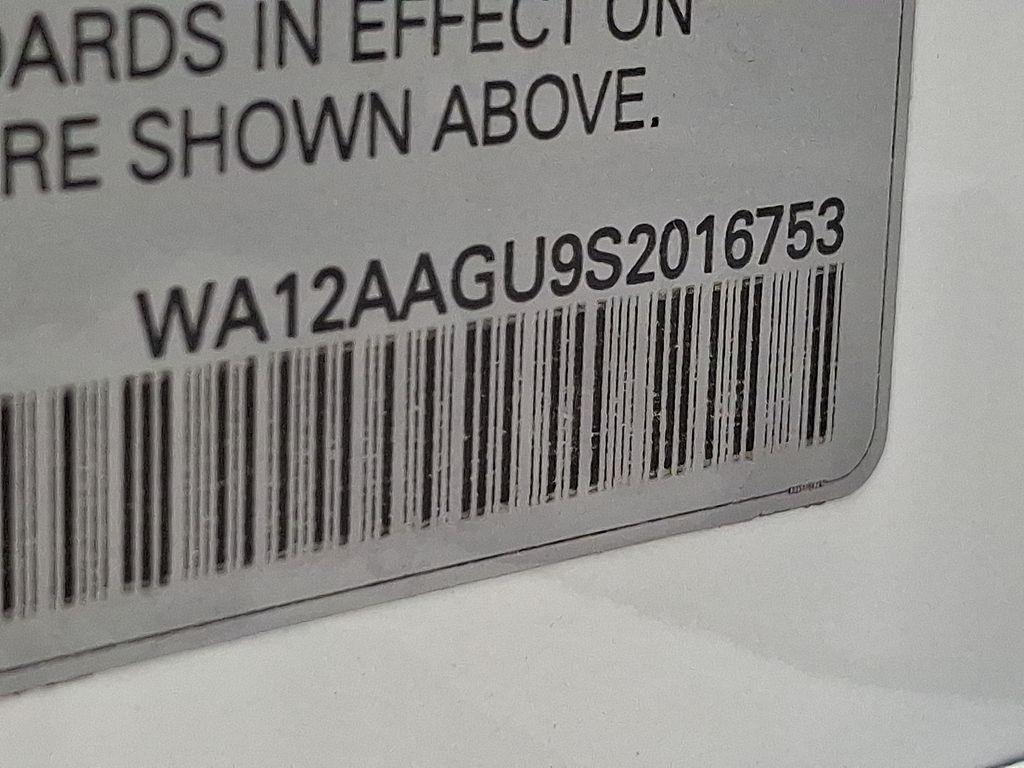 DARDS IN EFFECT ON
RE SHOWN ABOVE.
WA12AAGU9S2016753